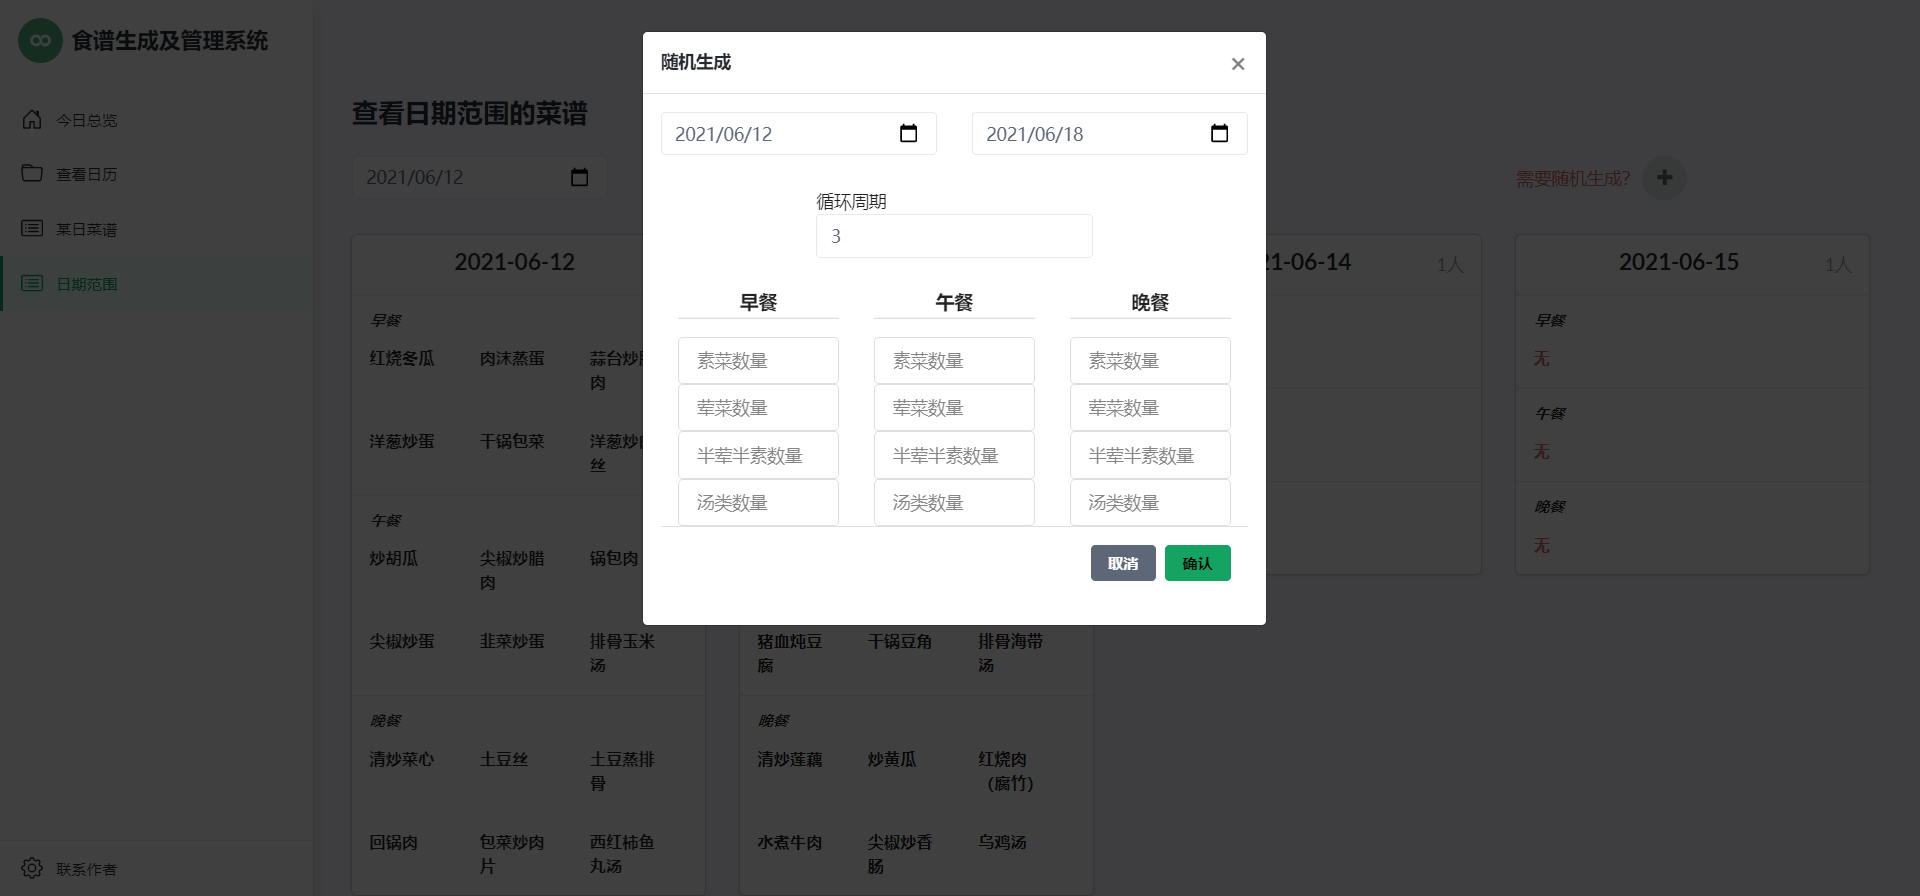 食谱生成及管理系统
今日总览
查看日历
某日菜谱
日期范围
联系作者
查看日期范围的菜谱
2021/06/12
需要随机生成?
随机生成
2021/06/12
2021/06/18
循环周期
3
早餐
午餐
晚餐
素菜数量
素菜数量
素菜数量
荤菜数量
荤菜数量
荤菜数量
半荤半素数量
半荤半素数量
半荤半素数量
汤类数量
汤类数量
汤类数量
取消
确认
2021-06-12
早餐
红烧冬瓜
肉沫蒸蛋
蒜台炒
肉
洋葱炒蛋
干锅包菜
洋葱炒
丝
午餐
炒胡瓜
尖椒炒腊
肉
锅包肉
尖椒炒蛋
韭菜炒蛋
排骨玉米
汤
晚餐
清炒菜心
土豆丝
土豆蒸排
骨
回锅肉
包菜炒肉
片
西红柿鱼
丸汤
猪血炖豆
腐
干锅豆角
排骨海带
汤
晚餐
清炒莲藕
炒黄瓜
红烧肉
(腐竹)
水煮牛肉
尖椒炒香
肠
乌鸡汤
1-06-14
1人
2021-06-15
1人
早餐
无
午餐
无
晚餐
无